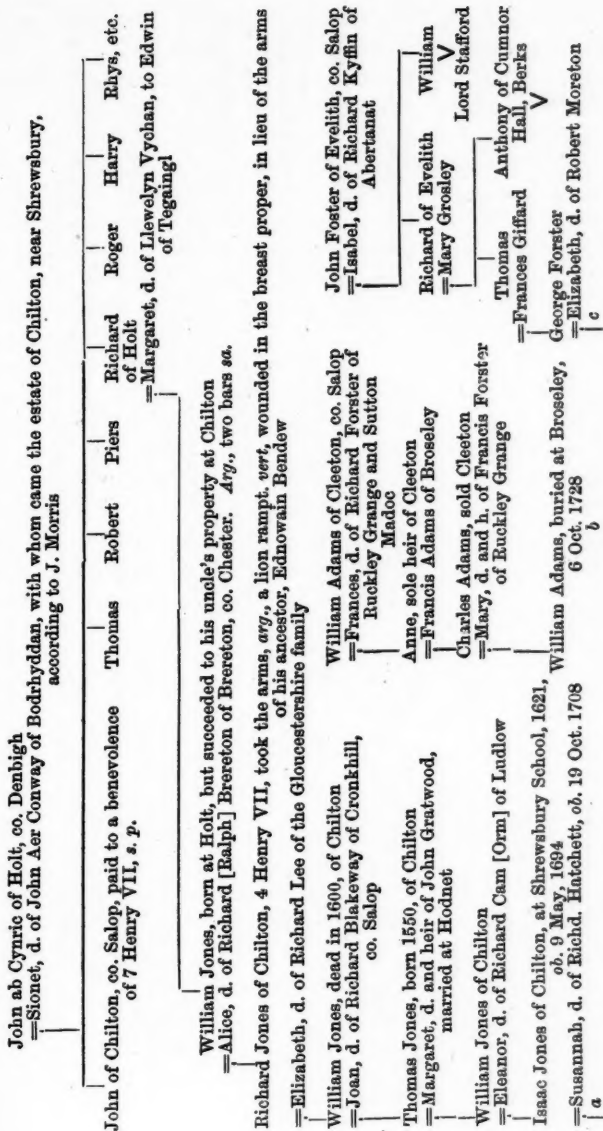 John ab Cynric of Holt, co. Denbigh
=Sionet, d. of John Aer Conway of Bodrhyddan, with whom came the estate of Chilton, near Shrewsbury,
according to J. Morris
John of Chilton, co. Salop, paid to a benevolence
of 7 Henry VII, s. p.
Thomas
Robert
Piers
Richard
of Holt
Roger
Harry
Rhys, etc.
=Margaret, d. of Llewelyn Vychan, to Edwin
of Tegaingl
William Jones, born at Holt, but succeeded to his uncle's property at Chilton
=Alice, d. of Richard [Ralph] Brereton of Brereton, co. Chester. Arg., two bars sa.
Richard Jones of Chilton, 4 Henry VII, took the arms, arg., a lion rampt. vert, wounded in the breast proper, in lieu of the arms
of his ancestor, Ednowain Bendew
=Elizabeth, d. of Richard Lee of the Gloucestershire family
William Jones, dead in 1600, of Chilton
=Joan, d. of Richard Blakeway of Cronkhill,
co. Salop
Thomas Jones, born 1550, of Chilton
=Margaret, d. and heir of John Gratwood,
married at Hodnet
William Jones of Chilton
=Eleanor, d. of Richard Cam [Orm] of Ludlow
Isaac Jones of Chilton, at Shrewsbury School, 1621,
ob. 9 May, 1694
=Susannah, d. of Richd. Hatchett, ob. 19 Oct. 1708
a
William Adams of Cleeton, co. Salop
=Frances, d. of Richard Forster of
Ruckley Grange and Sutton
Madoc
Anne, sole heir of Cleeton
=Francis Adams of Broseley
Charles Adams, sold Cleeton
=Mary, d. and h. of Francis Forster
of Ruckley Grange
William Adams, buried at Broseley,
6 Oct. 1728
b
John Foster of Evelith, co. Salop
=Isabel, d. of Richard Kyffin of
Abertanat
Richard of Evelith
=Mary Grosley
William
V
Lord Stafford
Thomas
=Frances Giffard
Anthony of Cumnor
Hall, Berks
V
George Forster
=Elizabeth, d. of Robert Moreton
c